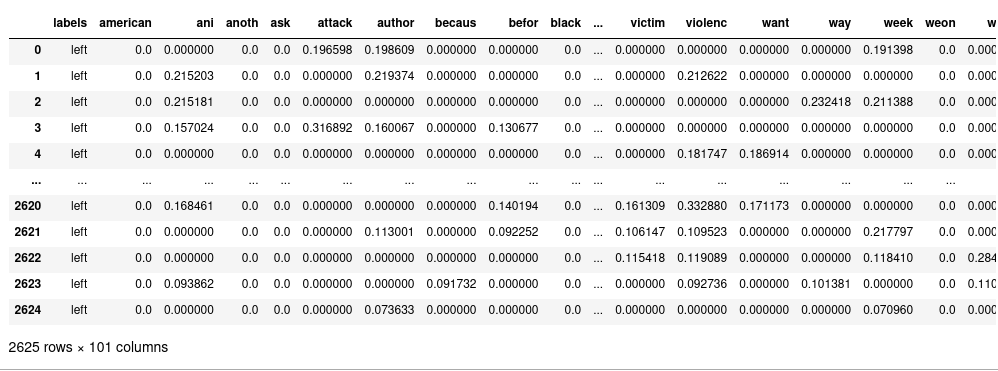 labels american ani anoth ask attack author becaus befor black ... victim violenc want way week weon w
0 left 0.0 0.000000 0.0 0.0 0.196598 0.198609 0.000000 0.000000 0.0 ... 0.000000 0.000000 0.000000 0.000000 0.191398 0.0 0.000
1 left 0.0 0.215203 0.0 0.0 0.000000 0.219374 0.000000 0.000000 0.0 ... 0.000000 0.212622 0.000000 0.000000 0.000000 0.0 0.000
2 left 0.0 0.215181 0.0 0.0 0.000000 0.000000 0.000000 0.000000 0.0 ... 0.000000 0.000000 0.000000 0.232418 0.211388 0.0 0.000
3 left 0.0 0.157024 0.0 0.0 0.316892 0.160067 0.000000 0.130677 0.0 ... 0.000000 0.000000 0.000000 0.000000 0.000000 0.0 0.000
4 left 0.0 0.000000 0.0 0.0 0.000000 0.000000 0.000000 0.000000 0.0 ... 0.000000 0.181747 0.186914 0.000000 0.000000 0.0 0.000
... ... ... ... ... ... ... ... ... ... ... ... ... ... ... ... ...
2620 left 0.0 0.168461 0.0 0.0 0.000000 0.000000 0.000000 0.140194 0.0 ... 0.161309 0.332880 0.171173 0.000000 0.000000 0.0 0.000
2621 left 0.0 0.000000 0.0 0.0 0.000000 0.113001 0.000000 0.092252 0.0 ... 0.106147 0.109523 0.000000 0.000000 0.217797 0.0 0.000
2622 left 0.0 0.000000 0.0 0.0 0.000000 0.000000 0.000000 0.000000 0.0 ... 0.115418 0.119089 0.000000 0.000000 0.118410 0.0 0.284
2623 left 0.0 0.093862 0.0 0.0 0.000000 0.000000 0.091732 0.000000 0.0 ... 0.000000 0.092736 0.000000 0.101381 0.000000 0.0 0.110
2624 left 0.0 0.000000 0.0 0.0 0.000000 0.073633 0.000000 0.000000 0.0 ... 0.000000 0.000000 0.000000 0.000000 0.070960 0.0 0.000
2625 rows × 101 columns